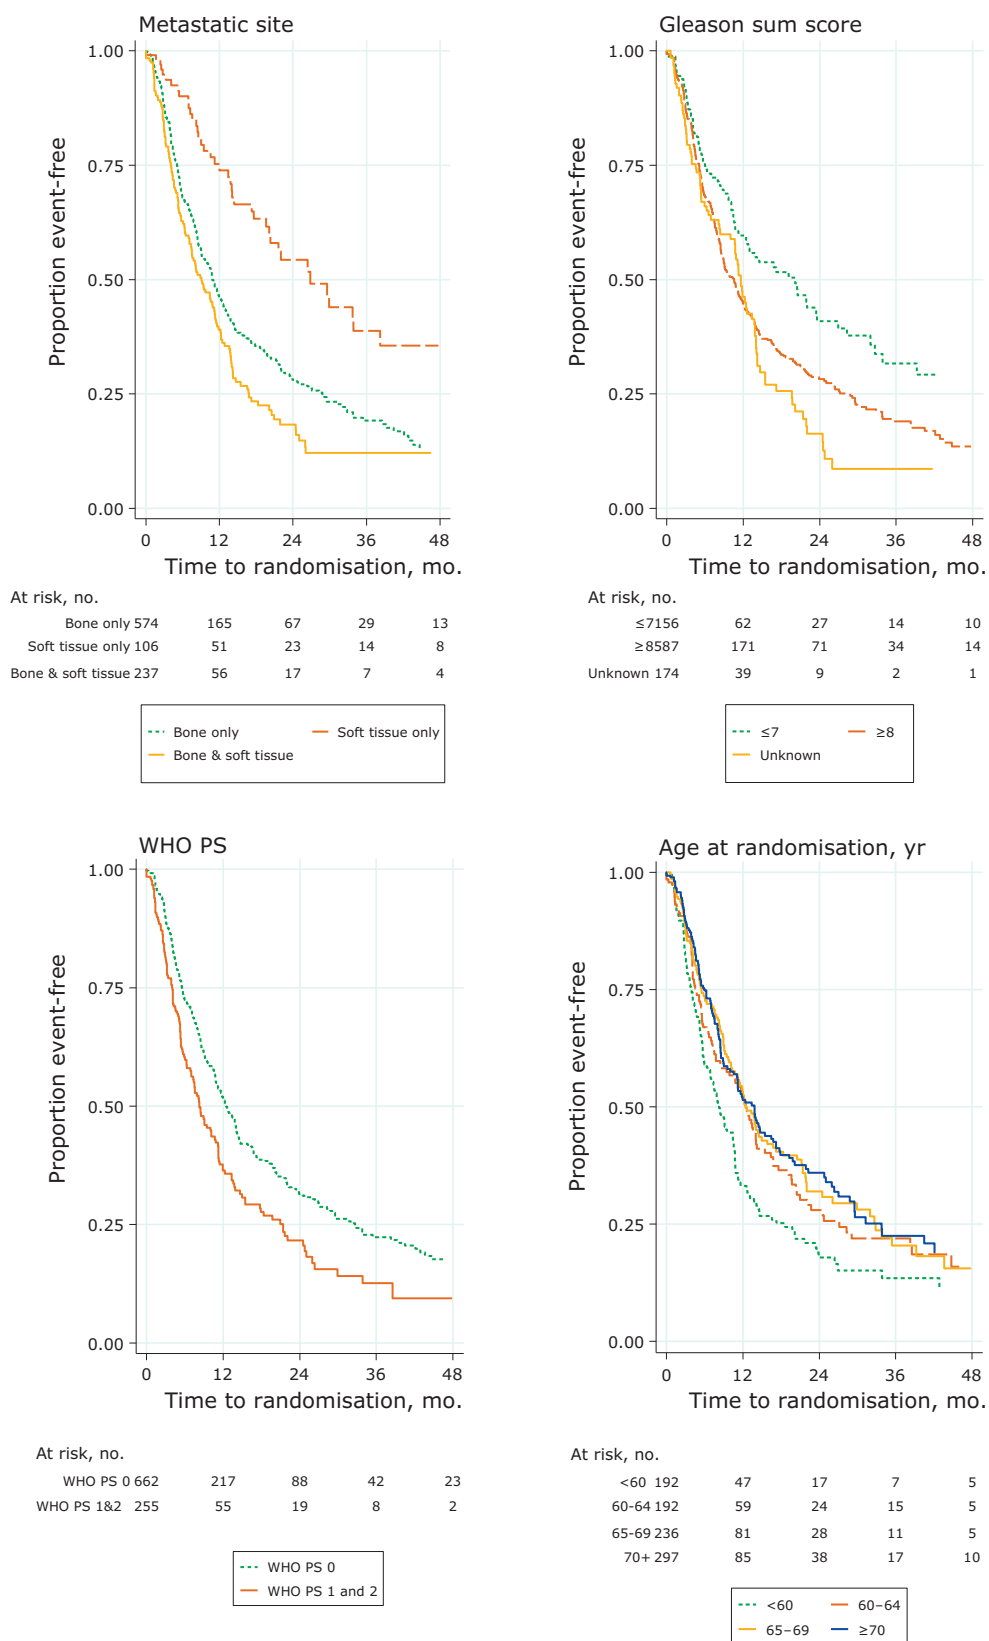 Metastatic site
1.00
0.75
0.50
0.25
0.00
Proportion event-free
0 12 24 36 48
Time to randomisation, mo.
At risk, no.
Bone only 574 165 67 29 13
Soft tissue only 106 51 23 14 8
Bone & soft tissue 237 56 17 7 4
Bone only Soft tissue only
Bone & soft tissue
Gleason sum score
1.00
0.75
0.50
0.25
0.00
Proportion event-free
0 12 24 36 48
Time to randomisation, mo.
At risk, no.
≤7156 62 27 14 10
≥8587 171 71 34 14
Unknown 174 39 9 2 1
≤7 ≥8
Unknown
WHO PS
1.00
0.75
0.50
0.25
0.00
Proportion event-free
0 12 24 36 48
Time to randomisation, mo.
At risk, no.
WHO PS 0 662 217 88 42 23
WHO PS 1&2 255 55 19 8 2
WHO PS 0
WHO PS 1 and 2
Age at randomisation, yr
1.00
0.75
0.50
0.25
0.00
Proportion event-free
0 12 24 36 48
Time to randomisation, mo.
At risk, no.
<60 192 47 17 7 5
60-64 192 59 24 15 5
65-69 236 81 28 11 5
70+ 297 85 38 17 10
<60 60–64
65–69 ≥70